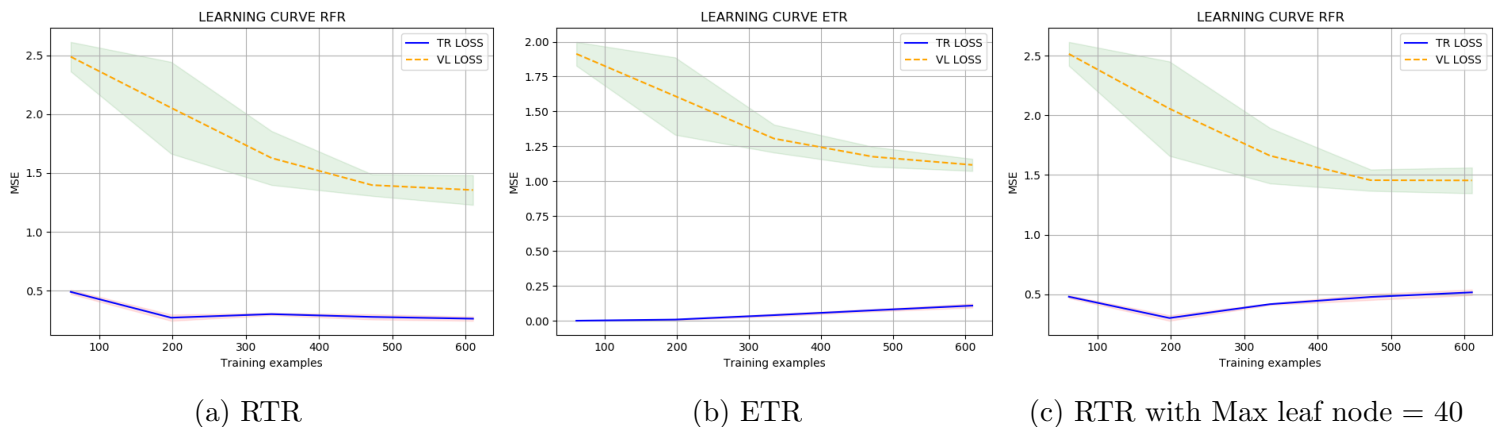 LEARNING CURVE RFR
TR LOSS
VL LOSS
2.5
2.0
1.5
1.0
0.5
MSE
100 200 300 400 500 600
Training examples
(a) RTR
LEARNING CURVE ETR
TR LOSS
VL LOSS
2.00
1.75
1.50
1.25
1.00
0.75
0.50
0.25
0.00
MSE
100 200 300 400 500 600
Training examples
(b) ETR
LEARNING CURVE RFR
TR LOSS
VL LOSS
2.5
2.0
1.5
1.0
0.5
MSE
100 200 300 400 500 600
Training examples
(c) RTR with Max leaf node = 40